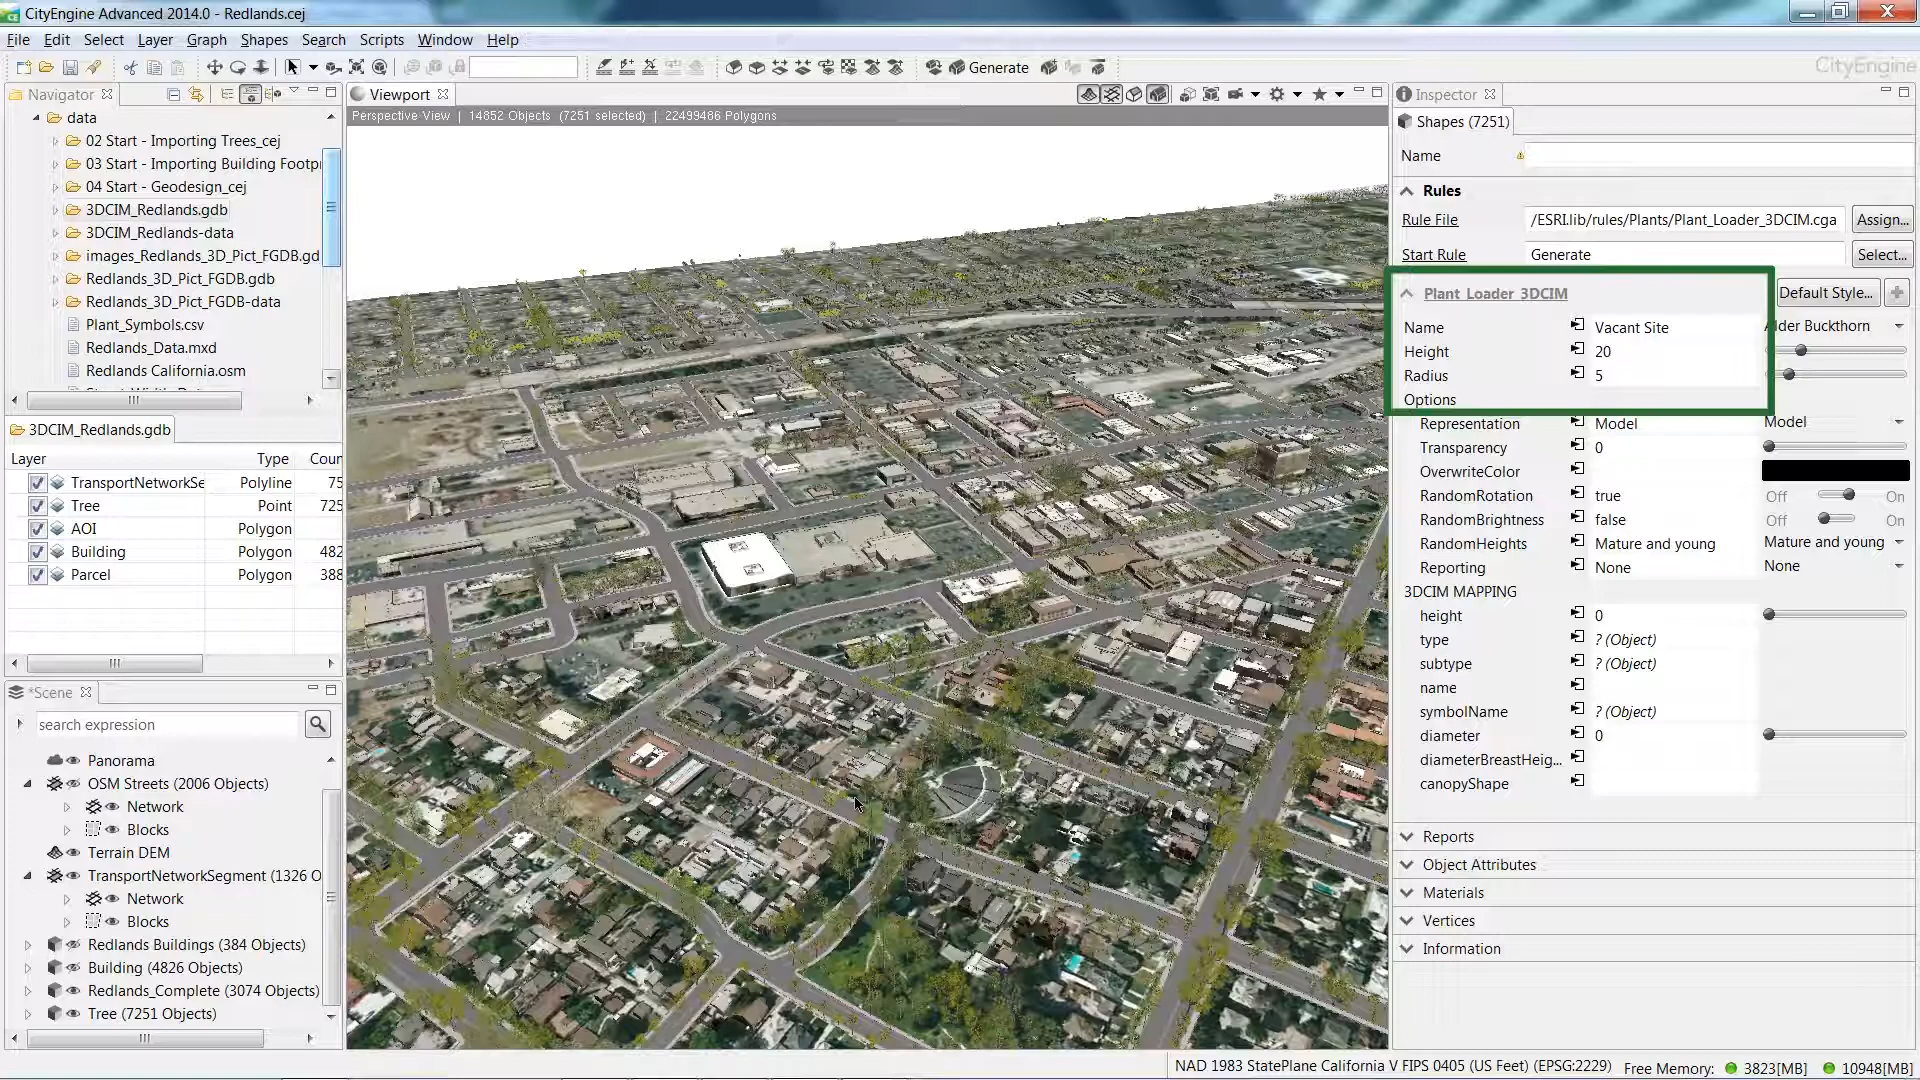 CityEngine Advanced 2014.0 - Redlands.cej
File Edit Select Layer Graph Shapes Search Scripts Window Help
Generate
CityEngine
Navigator
data
02 Start - Importing Trees_cej
03 Start - Importing Building Footpr
04 Start - Geodesign_cej
3DCIM_Redlands.gdb
3DCIM_Redlands-data
images_Redlands_3D_Pict_FGDB.gd
Redlands_3D_Pict_FGDB.gdb
Redlands_3D_Pict_FGDB-data
Plant_Symbols.csv
Redlands_Data.mxd
Redlands California.osm
3DCIM_Redlands.gdb
Layer Type Coun
TransportNetworkSe Polyline 75
Tree Point 725
AOI Polygon
Building Polygon 482
Parcel Polygon 388
*Scene
search expression
Panorama
OSM Streets (2006 Objects)
Network
Blocks
Terrain DEM
TransportNetworkSegment (1326 O
Network
Blocks
Redlands Buildings (384 Objects)
Building (4826 Objects)
Redlands_Complete (3074 Objects)
Tree (7251 Objects)
Viewport
Perspective View | 14852 Objects (7251 selected) | 22499486 Polygons
Inspector
Shapes (7251)
Name
Rules
Rule File /ESRI.lib/rules/Plants/Plant_Loader_3DCIM.cga Assign...
Start Rule Generate Select...
Plant_Loader_3DCIM Default Style...
Name Vacant Site lder Buckthorn
Height 20
Radius 5
Options
Representation Model Model
Transparency 0
OverwriteColor
RandomRotation true Off On
RandomBrightness false Off On
RandomHeights Mature and young Mature and young
Reporting None None
3DCIM MAPPING
height 0
type ? (Object)
subtype ? (Object)
name
symbolName ? (Object)
diameter 0
diameterBreastHeig...
canopyShape
Reports
Object Attributes
Materials
Vertices
Information
NAD 1983 StatePlane California V FIPS 0405 (US Feet) (EPSG:2229) Free Memory: 3823[MB] 10948[MB]